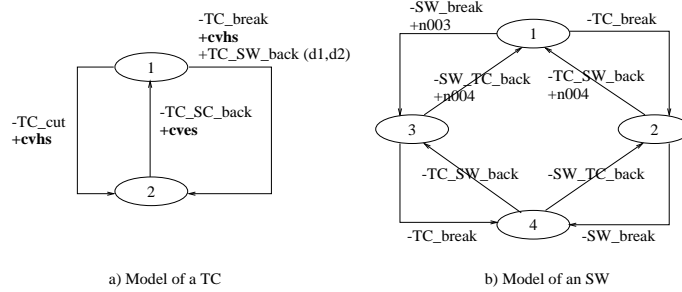 -TC_break
+cvhs
+TC_SW_back (d1,d2)
1
-TC_cut
+cvhs
-TC_SC_back
+cves
2
a) Model of a TC
-SW_break
+n003
-TC_break
1
-SW_TC_back
+n004
-TC_SW_back
+n004
3
2
-TC_SW_back
-SW_TC_back
4
-TC_break
-SW_break
b) Model of an SW